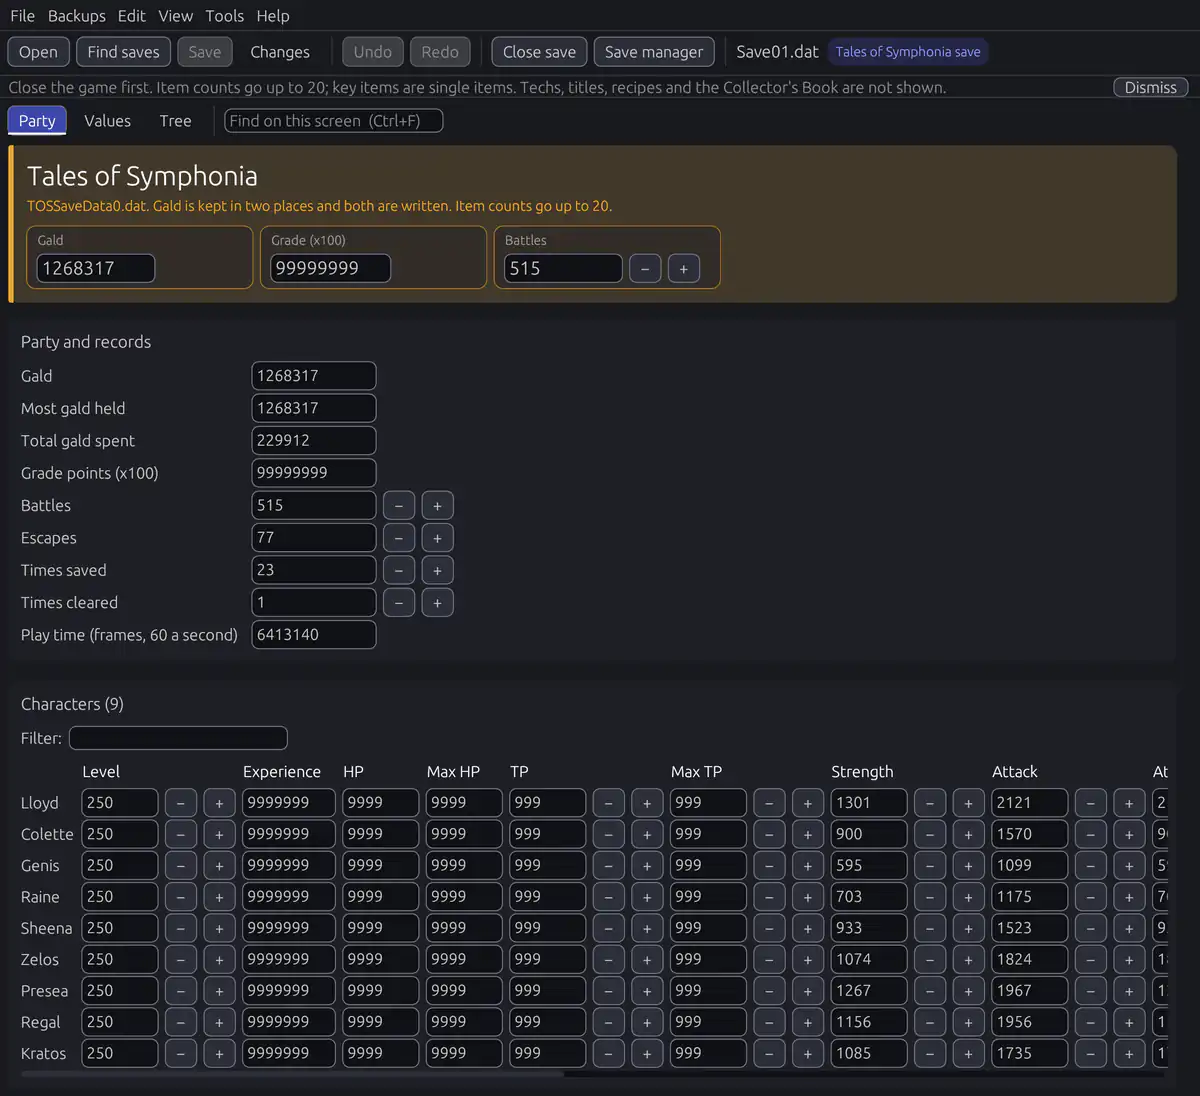 File Backups Edit View Tools Help
Open Find saves Save Changes Undo Redo Close save Save manager Save01.dat Tales of Symphonia save
Close the game first. Item counts go up to 20; key items are single items. Techs, titles, recipes and the Collector's Book are not shown. Dismiss
Party Values Tree Find on this screen (Ctrl+F)
Tales of Symphonia
TOSSaveData0.dat. Gald is kept in two places and both are written. Item counts go up to 20.
Gald Grade (x100) Battles
1268317 99999999 515 – +
Party and records
Gald 1268317
Most gald held 1268317
Total gald spent 229912
Grade points (x100) 99999999
Battles 515 – +
Escapes 77 – +
Times saved 23 – +
Times cleared 1 – +
Play time (frames, 60 a second) 6413140
Characters (9)
Filter:
Level Experience HP Max HP TP Max TP Strength Attack At
Lloyd 250 – + 9999999 9999 9999 999 – + 999 – + 1301 – + 2121 – + 2
Colette 250 – + 9999999 9999 9999 999 – + 999 – + 900 – + 1570 – + 9
Genis 250 – + 9999999 9999 9999 999 – + 999 – + 595 – + 1099 – + 5
Raine 250 – + 9999999 9999 9999 999 – + 999 – + 703 – + 1175 – + 7
Sheena 250 – + 9999999 9999 9999 999 – + 999 – + 933 – + 1523 – + 9
Zelos 250 – + 9999999 9999 9999 999 – + 999 – + 1074 – + 1824 – + 1
Presea 250 – + 9999999 9999 9999 999 – + 999 – + 1267 – + 1967 – + 1
Regal 250 – + 9999999 9999 9999 999 – + 999 – + 1156 – + 1956 – + 1
Kratos 250 – + 9999999 9999 9999 999 – + 999 – + 1085 – + 1735 – + 1